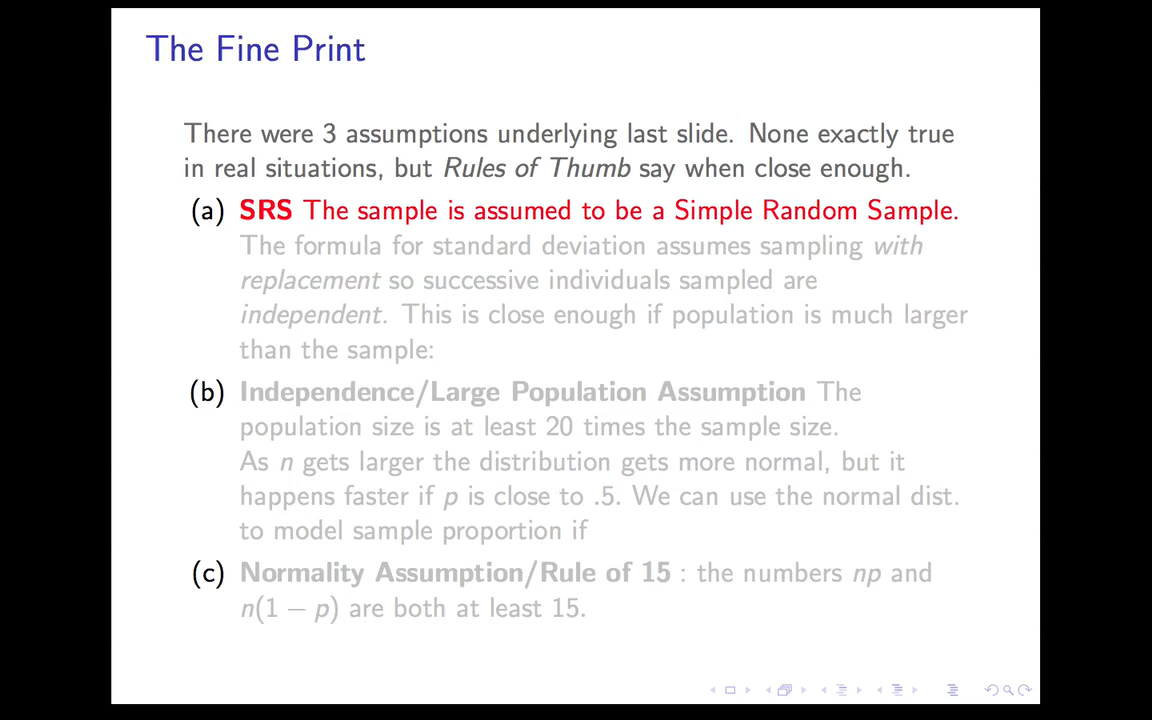 The Fine Print
There were 3 assumptions underlying last slide. None exactly true
in real situations, but Rules of Thumb say when close enough.
(a) SRS The sample is assumed to be a Simple Random Sample.
The formula for standard deviation assumes sampling with
replacement so successive individuals sampled are
independent. This is close enough if population is much larger
than the sample:
(b) Independence/Large Population Assumption The
population size is at least 20 times the sample size.
As n gets larger the distribution gets more normal, but it
happens faster if p is close to .5. We can use the normal dist.
to model sample proportion if
(c) Normality Assumption/Rule of 15 : the numbers np and
n(1 − p) are both at least 15.